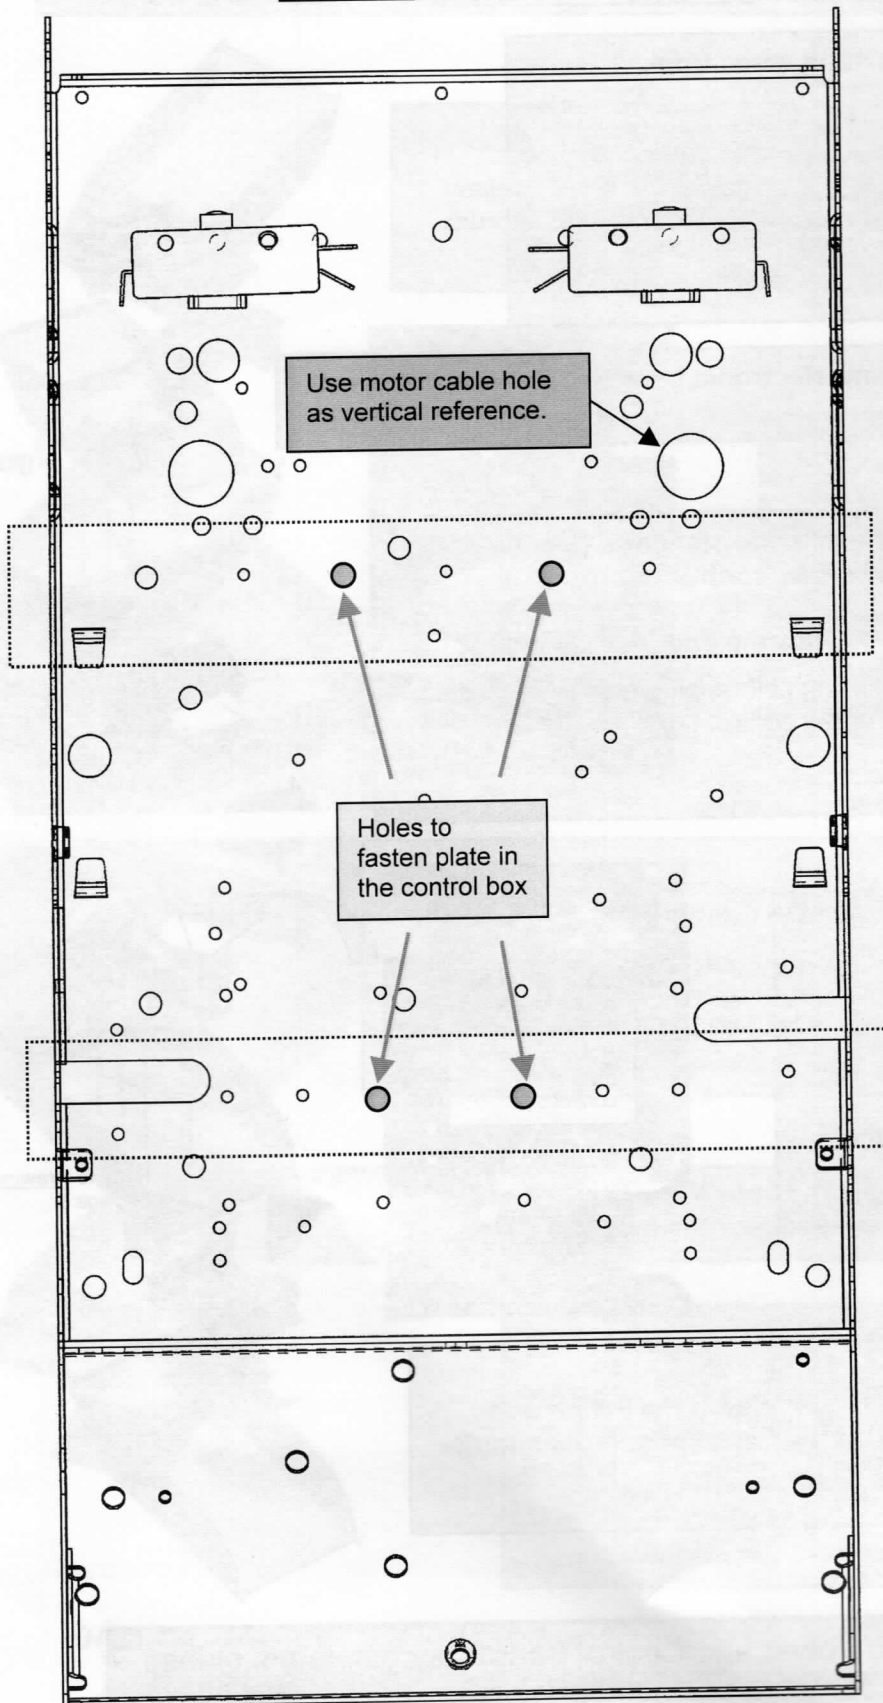 Use motor cable hole
as vertical reference.
Holes to
fasten plate in
the control box